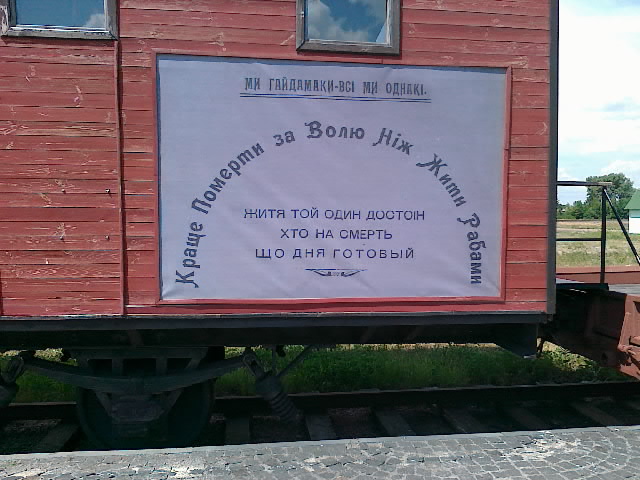 МИ ГАЙДАМАКИ-ВСІ МИ ОДНАКІ.
Краще Померти за Волю Ніж Жити Рабами
ЖИТЯ ТОЙ ОДИН ДОСТОІН
ХТО НА СМЕРТЬ
ЩО ДНЯ ГОТОВЫЙ